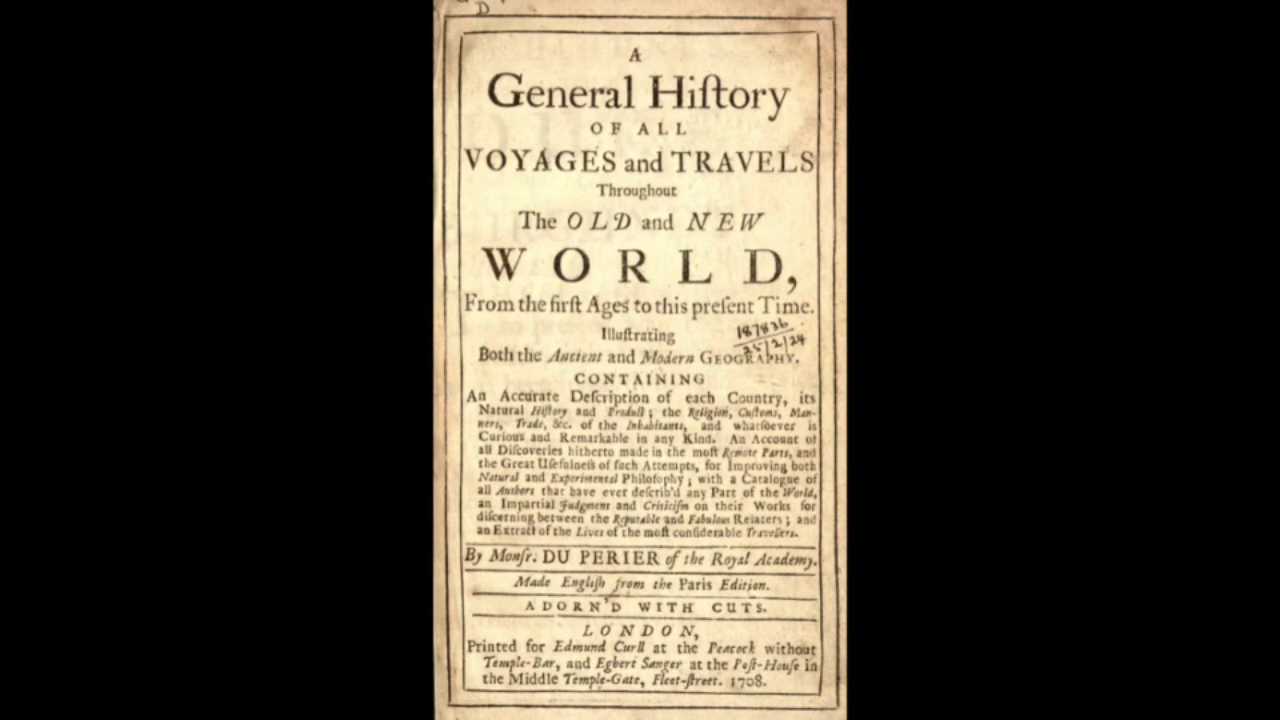 D
A
General Hiſtory
OF ALL
VOYAGES and TRAVELS
Throughout
The OLD and NEW
WORLD,
From the firſt Ages to this preſent Time.
Illuſtrating
187836
25/2/24
Both the Ancient and Modern GEOGRAPHY.
CONTAINING
An Accurate Deſcription of each Country, its
Natural Hiſtory and Product; the Religion, Cuſtoms, Man-
ners, Trade, &c. of the Inhabitants, and whatſoever is
Curious and Remarkable in any Kind. An Account of
all Diſcoveries hitherto made in the moſt Remote Parts, and
the Great Uſefulneſs of ſuch Attempts, for Improving both
Natural and Experimental Philoſophy; with a Catalogue of
all Authors that have ever deſcrib'd any Part of the World,
an Impartial Judgment and Criticiſm on their Works for
diſcerning between the Reputable and Fabulous Relaters; and
an Extract of the Lives of the moſt conſiderable Travellers.
By Monſr. DU PERIER of the Royal Academy.
Made Engliſh from the Paris Edition.
ADORN'D WITH CUTS.
LONDON,
Printed for Edmund Curll at the Peacock without
Temple-Bar, and Egbert Sanger at the Poſt-Houſe in
the Middle Temple-Gate, Fleet-ſtreet. 1708.